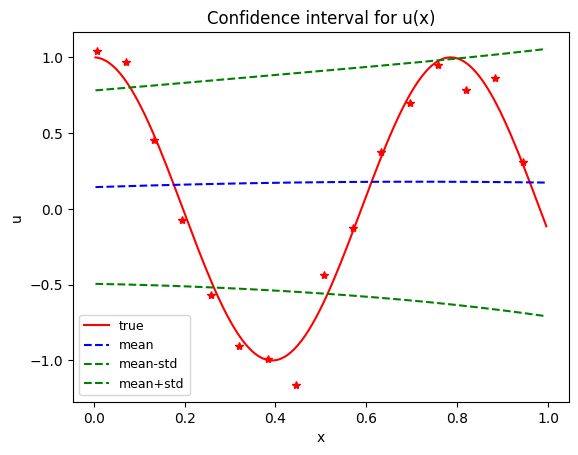 Confidence interval for u(x)
1.0
0.5
0.0
−0.5
−1.0
u
true
mean
mean-std
mean+std
0.0 0.2 0.4 0.6 0.8 1.0
x